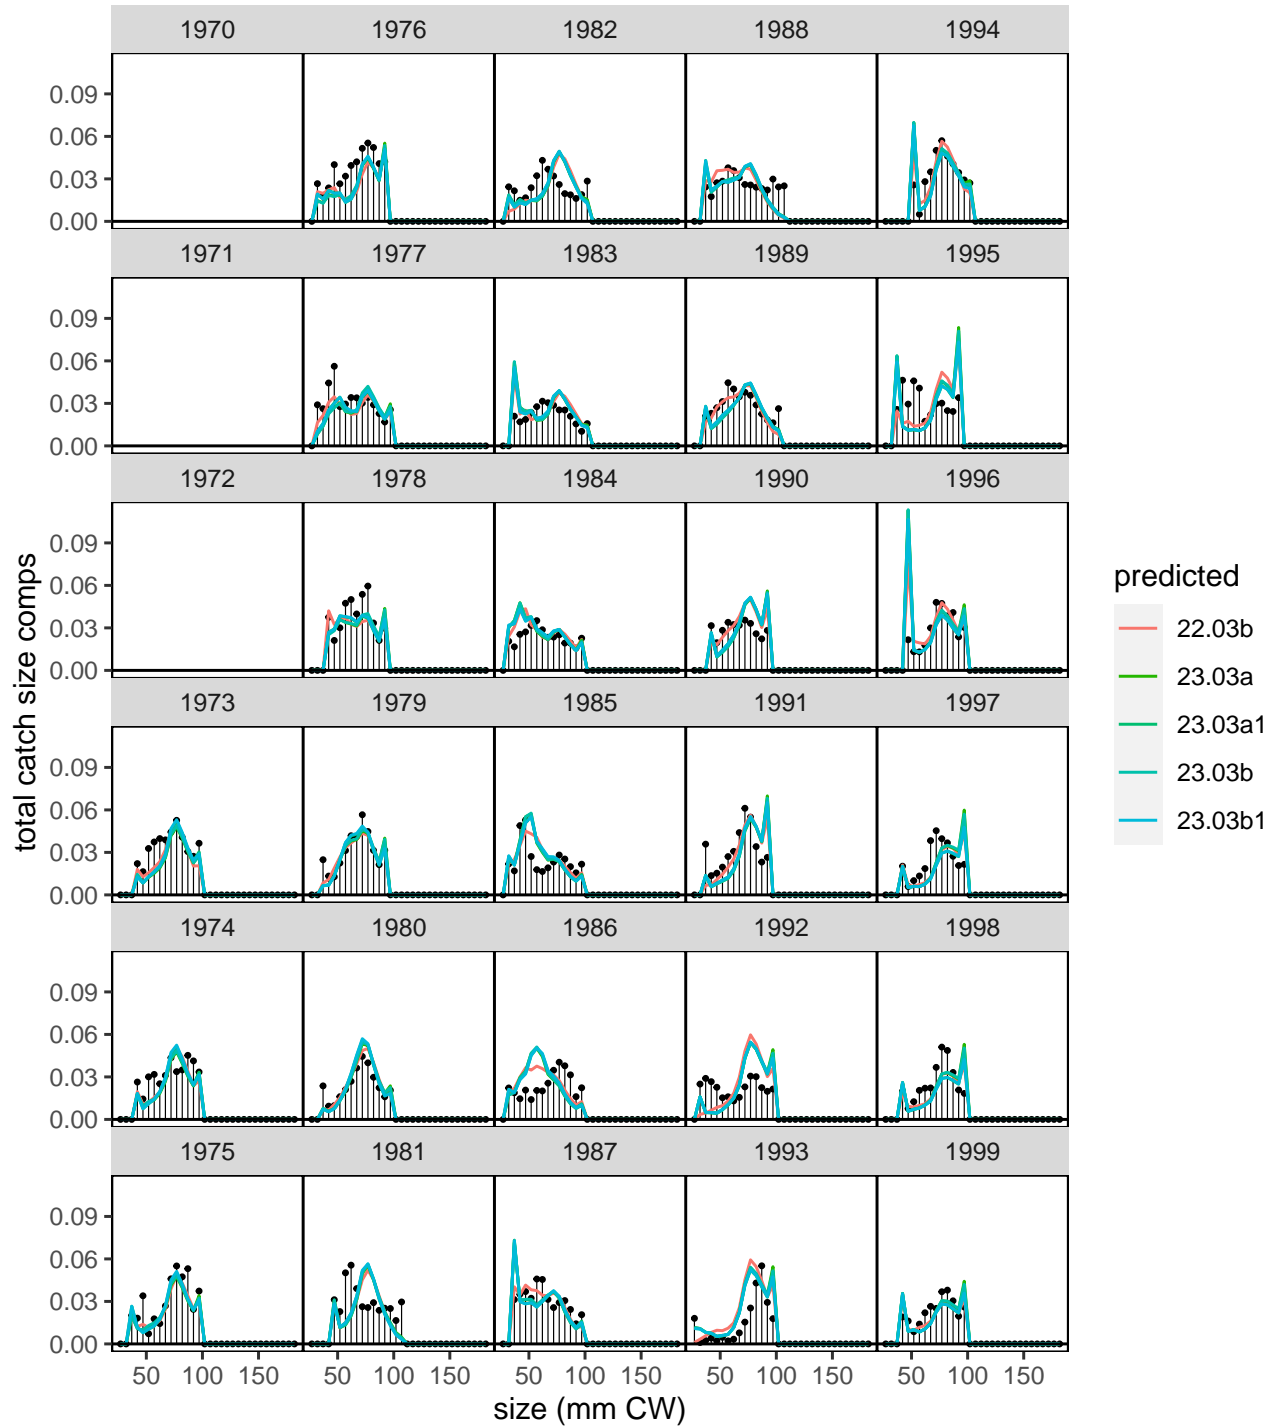 1970 1976 1982 1988 1994
0.09
0.06
0.03
0.00
1971 1977 1983 1989 1995
0.09
0.06
0.03
0.00
1972 1978 1984 1990 1996
0.09
0.06
0.03
0.00
1973 1979 1985 1991 1997
0.09
0.06
0.03
0.00
1974 1980 1986 1992 1998
0.09
0.06
0.03
0.00
1975 1981 1987 1993 1999
0.09
0.06
0.03
0.00
50 100 150 50 100 150 50 100 150 50 100 150 50 100 150
size (mm CW)
total catch size comps
predicted
22.03b
23.03a
23.03a1
23.03b
23.03b1